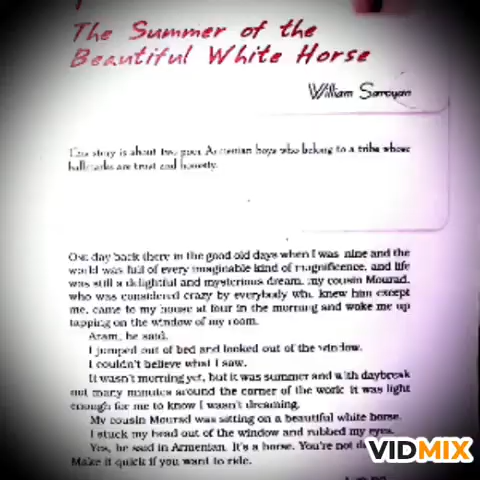 The Summer of the
Beautiful White Horse
William Saroyan
This story is about two poor Armenian boys who belong to a tribe whose
hallmarks are trust and honesty.
One day back there in the good old days when I was nine and the
world was full of every imaginable kind of magnificence, and life
was still a delightful and mysterious dream, my cousin Mourad,
who was considered crazy by everybody who knew him except
me, came to my house at four in the morning and woke me up
tapping on the window of my room.
Aram, he said.
I jumped out of bed and looked out of the window.
I couldn't believe what I saw.
It wasn't morning yet, but it was summer and with daybreak
not many minutes around the corner of the world it was light
enough for me to know I wasn't dreaming.
My cousin Mourad was sitting on a beautiful white horse.
I stuck my head out of the window and rubbed my eyes.
Yes, he said in Armenian. It's a horse. You're not
Make it quick if you want to ride.
VIDMIX